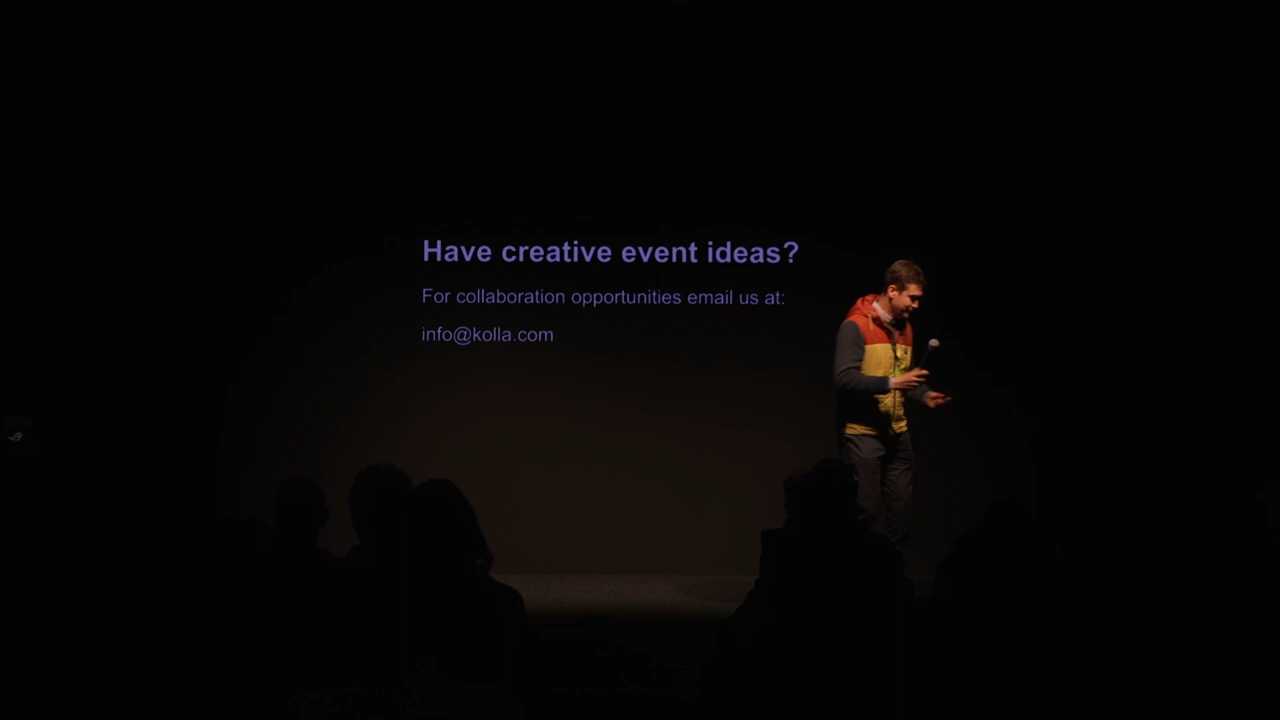 Have creative event ideas?
For collaboration opportunities email us at:
info@kolla.com